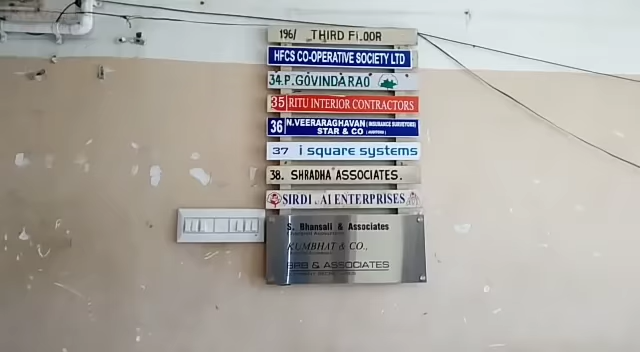 196/ THIRD FLOOR
HFCS CO-OPERATIVE SOCIETY LTD
34. P. GOVINDA RAO
35 RITU INTERIOR CONTRACTORS
36 N.VEERARAGHAVAN (INSURANCE SURVEYORS)
STAR & CO (AUDITORS)
37 i square systems
38. SHRADHA ASSOCIATES.
SIRDI AI ENTERPRISES
S. Bhansali & Associates
KUMBHAT & CO.,
& ASSOCIATES